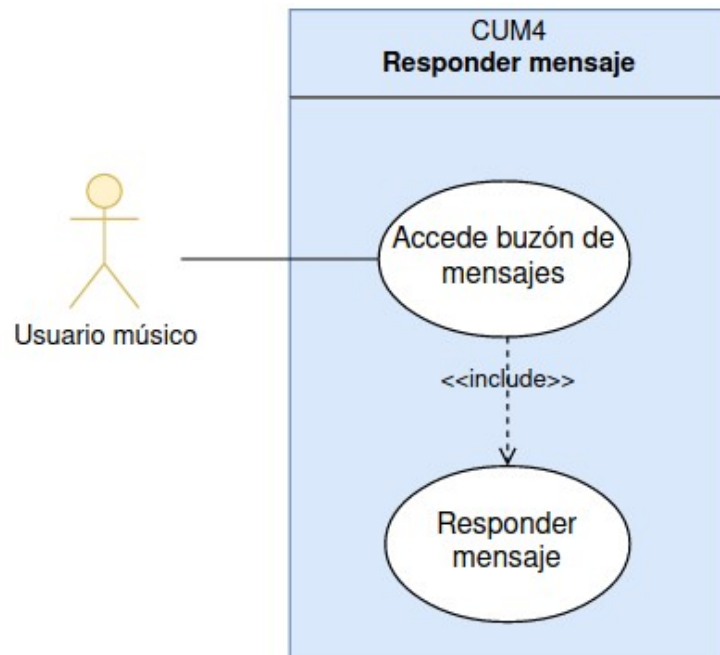 CUM4
Responder mensaje
Accede buzón de
mensajes
Usuario músico
<<include>>
Responder
mensaje